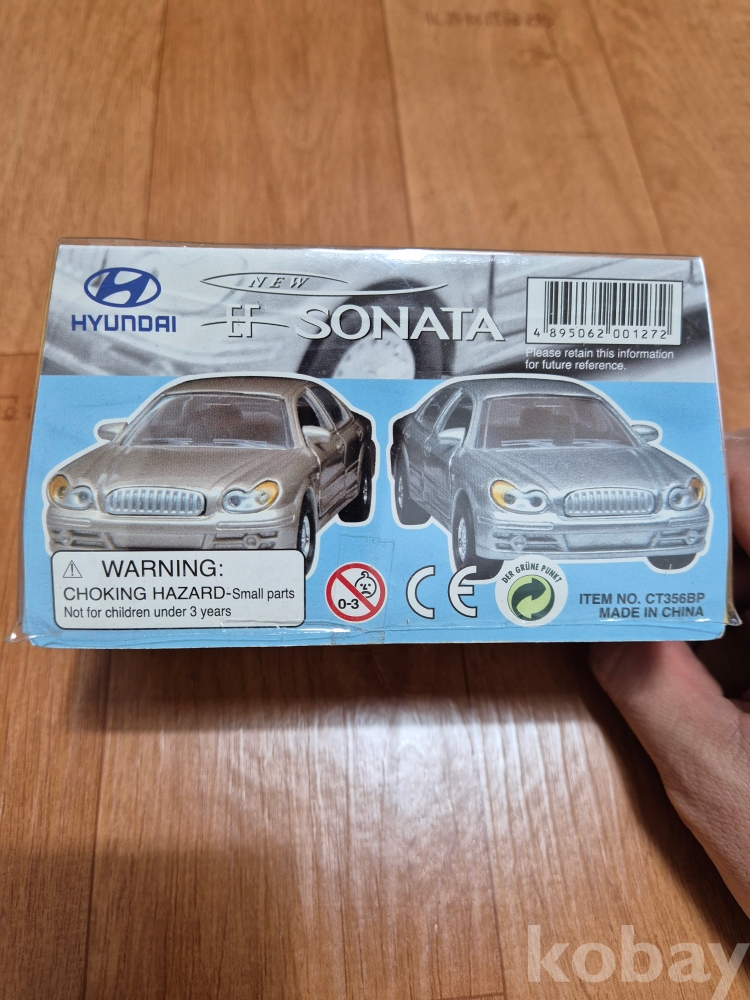 HYUNDAI
NEW
EF SONATA
4 895062 001272
Please retain this information
for future reference.
WARNING:
CHOKING HAZARD-Small parts
Not for children under 3 years
0-3
CE
DER GRÜNE PUNKT
ITEM NO. CT356BP
MADE IN CHINA
kobay